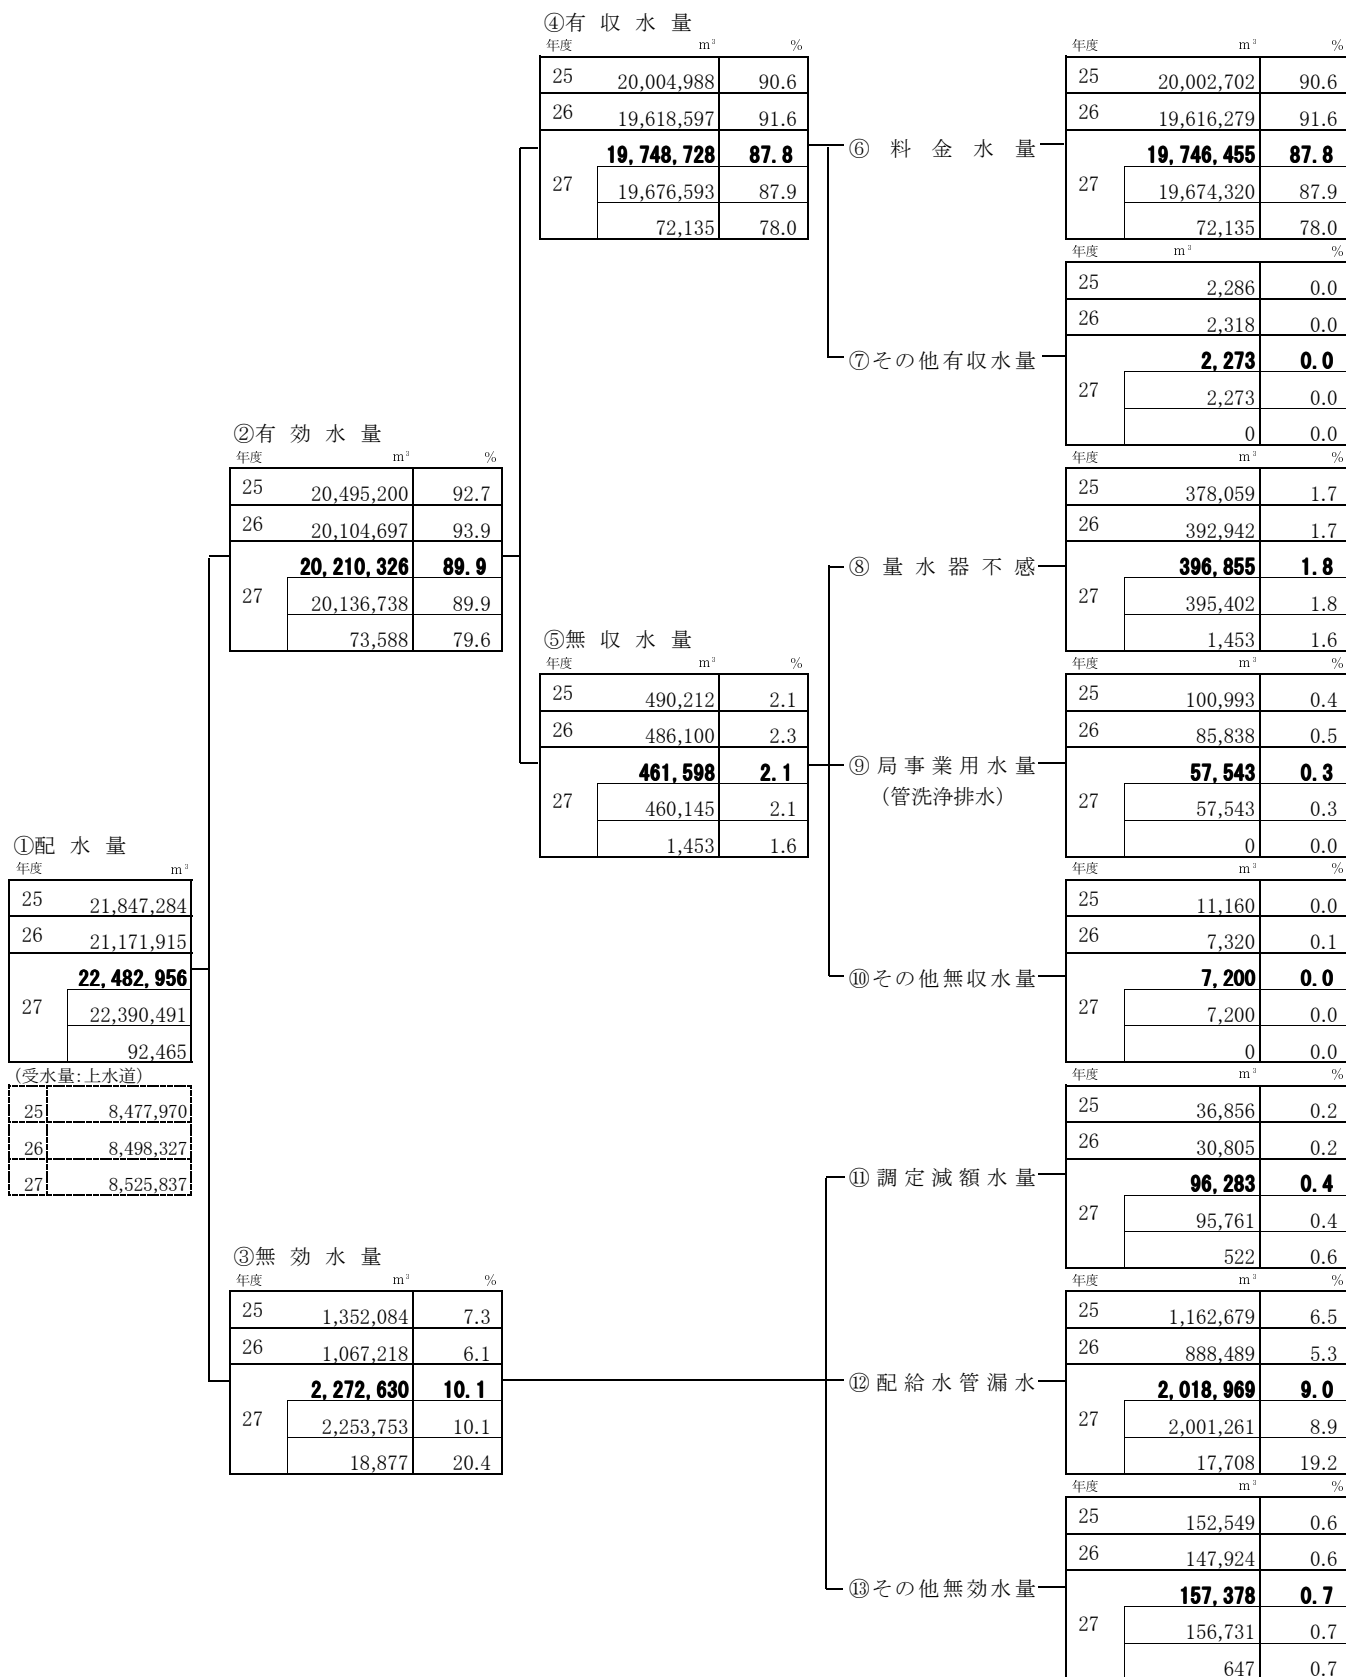 ④有 収 水 量
年度 m³ %
25 20,004,988 90.6
26 19,618,597 91.6
27 19,748,728 87.8
19,676,593 87.9
72,135 78.0
⑥ 料 金 水 量
年度 m³ %
25 20,002,702 90.6
26 19,616,279 91.6
27 19,746,455 87.8
19,674,320 87.9
72,135 78.0
⑦その他有収水量
年度 m³ %
25 2,286 0.0
26 2,318 0.0
27 2,273 0.0
2,273 0.0
0 0.0
②有 効 水 量
年度 m³ %
25 20,495,200 92.7
26 20,104,697 93.9
27 20,210,326 89.9
20,136,738 89.9
73,588 79.6
⑧ 量 水 器 不 感
年度 m³ %
25 378,059 1.7
26 392,942 1.7
27 396,855 1.8
395,402 1.8
1,453 1.6
⑤無 収 水 量
年度 m³ %
25 490,212 2.1
26 486,100 2.3
27 461,598 2.1
460,145 2.1
1,453 1.6
⑨ 局 事 業 用 水 量
(管洗浄排水)
年度 m³ %
25 100,993 0.4
26 85,838 0.5
27 57,543 0.3
57,543 0.3
0 0.0
①配 水 量
年度 m³
25 21,847,284
26 21,171,915
27 22,482,956
22,390,491
92,465
(受水量:上水道)
25 8,477,970
26 8,498,327
27 8,525,837
⑩その他無収水量
年度 m³ %
25 11,160 0.0
26 7,320 0.1
27 7,200 0.0
7,200 0.0
0 0.0
⑪ 調 定 減 額 水 量
年度 m³ %
25 36,856 0.2
26 30,805 0.2
27 96,283 0.4
95,761 0.4
522 0.6
③無 効 水 量
年度 m³ %
25 1,352,084 7.3
26 1,067,218 6.1
27 2,272,630 10.1
2,253,753 10.1
18,877 20.4
⑫ 配 給 水 管 漏 水
年度 m³ %
25 1,162,679 6.5
26 888,489 5.3
27 2,018,969 9.0
2,001,261 8.9
17,708 19.2
⑬その他無効水量
年度 m³ %
25 152,549 0.6
26 147,924 0.6
27 157,378 0.7
156,731 0.7
647 0.7